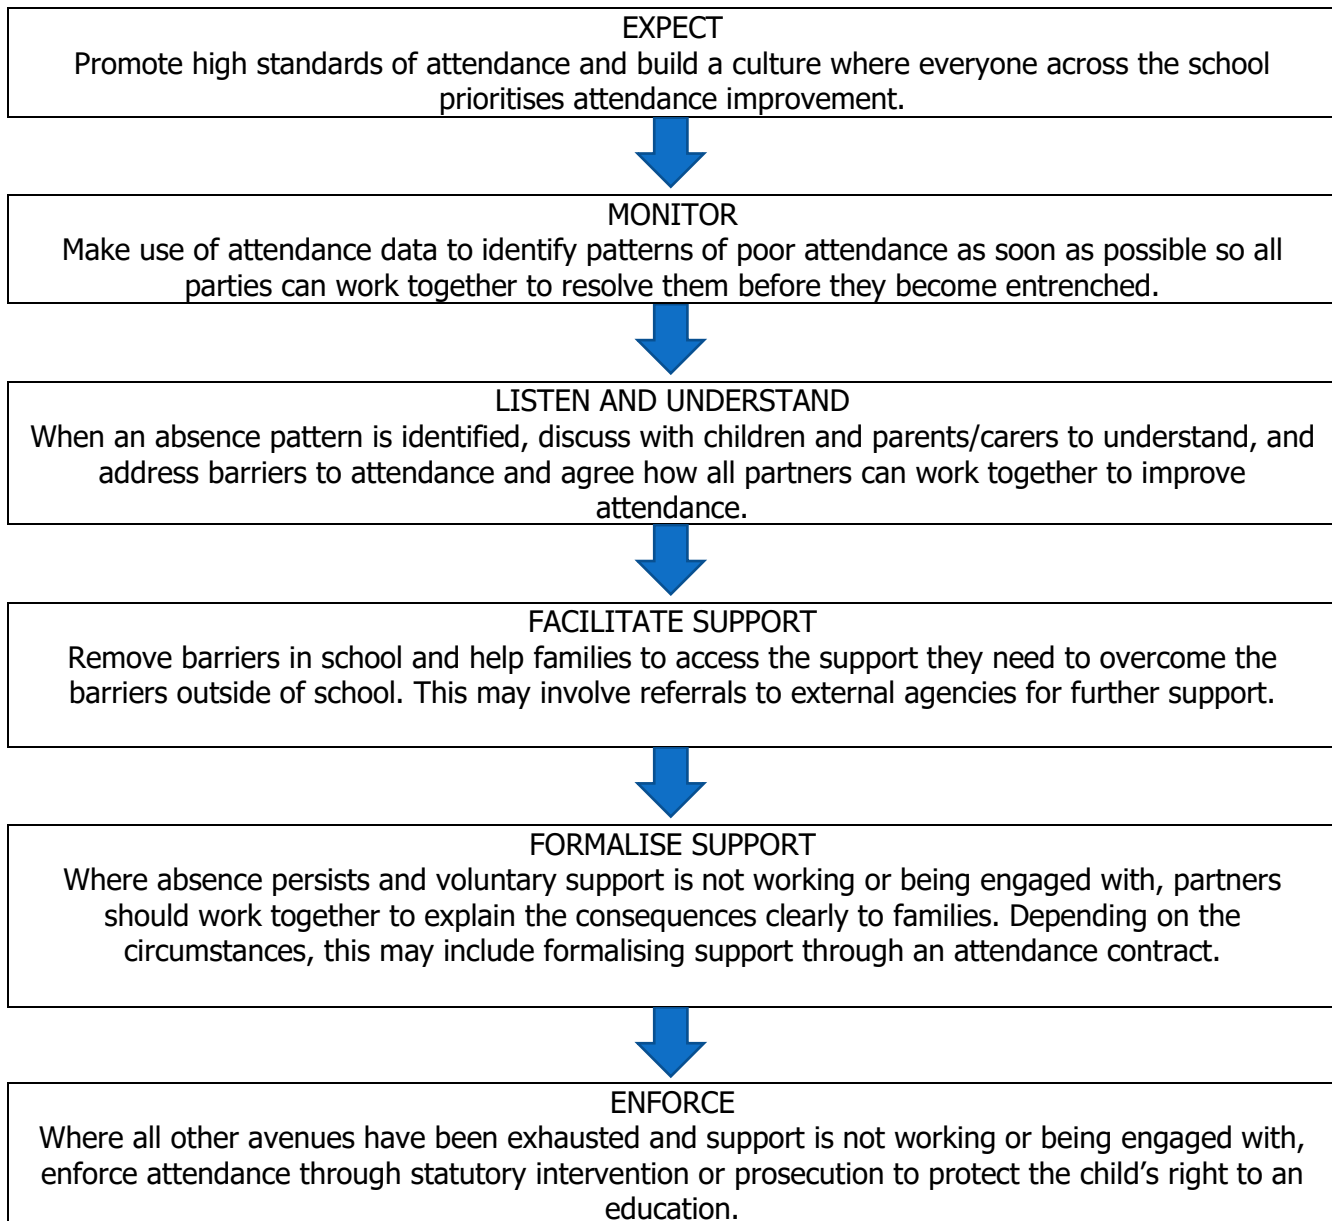 EXPECT
Promote high standards of attendance and build a culture where everyone across the school
prioritises attendance improvement.
MONITOR
Make use of attendance data to identify patterns of poor attendance as soon as possible so all
parties can work together to resolve them before they become entrenched.
LISTEN AND UNDERSTAND
When an absence pattern is identified, discuss with children and parents/carers to understand, and
address barriers to attendance and agree how all partners can work together to improve
attendance.
FACILITATE SUPPORT
Remove barriers in school and help families to access the support they need to overcome the
barriers outside of school. This may involve referrals to external agencies for further support.
FORMALISE SUPPORT
Where absence persists and voluntary support is not working or being engaged with, partners
should work together to explain the consequences clearly to families. Depending on the
circumstances, this may include formalising support through an attendance contract.
ENFORCE
Where all other avenues have been exhausted and support is not working or being engaged with,
enforce attendance through statutory intervention or prosecution to protect the child’s right to an
education.